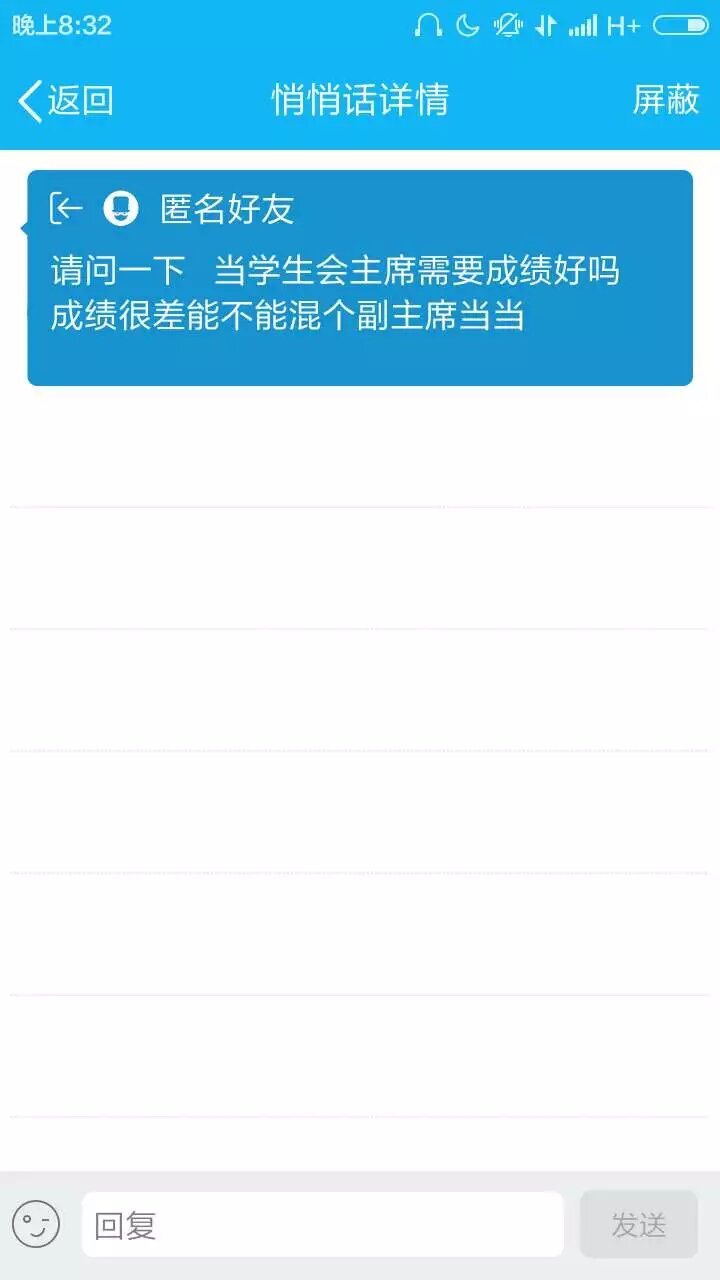 晚上8:32 H+
返回 悄悄话详情 屏蔽
匿名好友
请问一下 当学生会主席需要成绩好吗
成绩很差能不能混个副主席当当
回复 发送